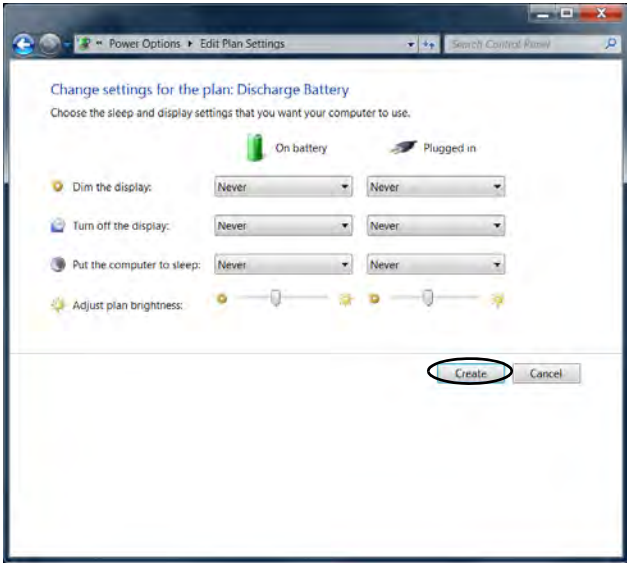 Power Options ▸ Edit Plan Settings Search Control Panel
Change settings for the plan: Discharge Battery
Choose the sleep and display settings that you want your computer to use.
On battery Plugged in
Dim the display: Never Never
Turn off the display: Never Never
Put the computer to sleep: Never Never
Adjust plan brightness:
Create Cancel